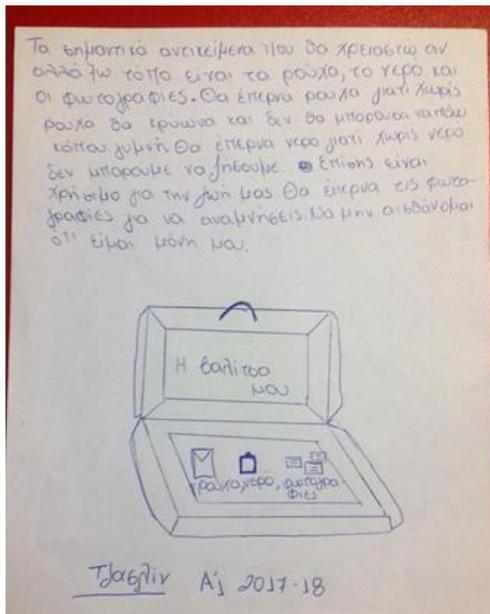 Τα σημαντικά αντικείμενα που θα χρειαστώ αν
αλλάξω τόπο είναι τα ρούχα, το νερό και
οι φωτογραφίες. Θα έπερνα ρούχα γιατί χωρίς
ρούχα θα κρύωνα και δεν θα μπορούσα να πάω
κάπου γυμνή. Θα έπερνα νερό γιατί χωρίς νερό
δεν μπορούμε να ζήσουμε. Επίσης είναι
χρήσιμο για την ζωή μας. Θα έπερνα τις φωτο-
γραφίες για να αναμνήσεις. Να μην αισθάνομαι
ότι είμαι μόνη μου.
Η βαλίτσα
μου
ρούχα, νερό, φωτογρα-
φίες
Τζασλίν Α'1 2017-18